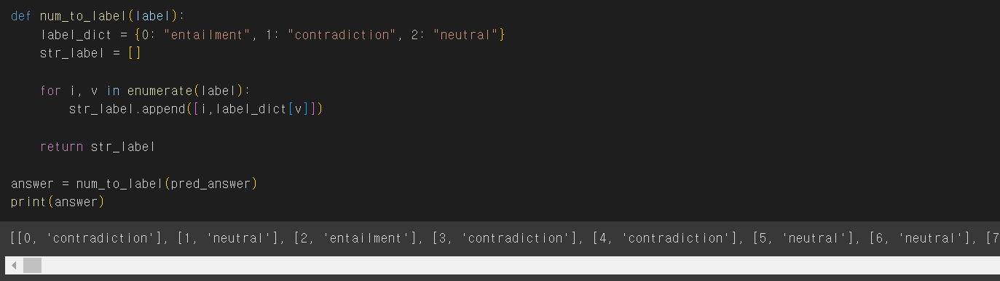 def num_to_label(label):
    label_dict = {0: "entailment", 1: "contradiction", 2: "neutral"}
    str_label = []
    for i, v in enumerate(label):
        str_label.append([i,label_dict[v]])
    return str_label
answer = num_to_label(pred_answer)
print(answer)
[[0, 'contradiction'], [1, 'neutral'], [2, 'entailment'], [3, 'contradiction'], [4, 'contradiction'], [5, 'neutral'], [6, 'neutral'], [7